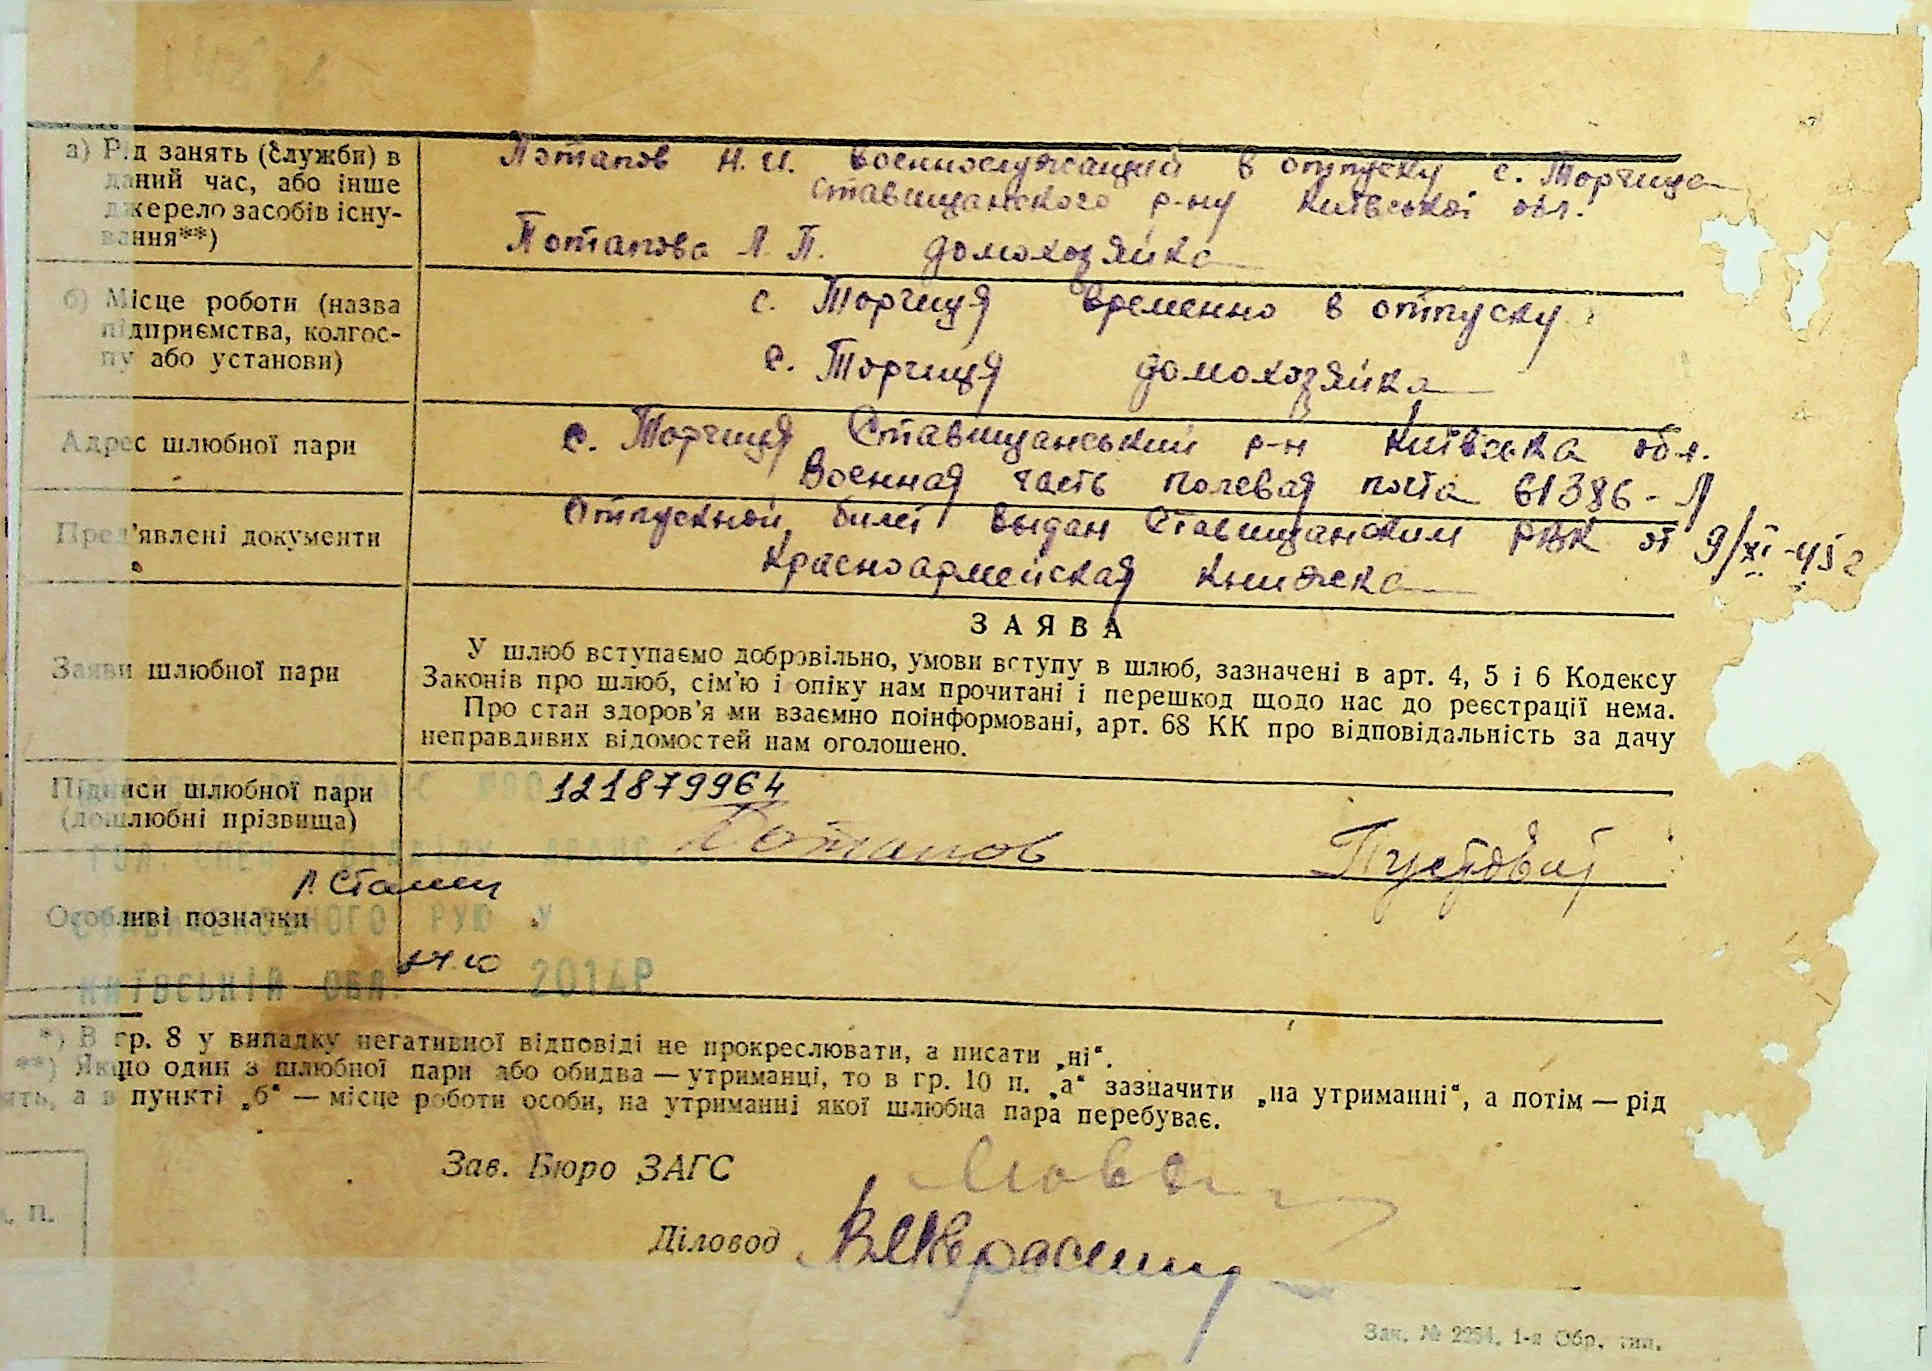 а) Рід занять (служби) в
даний час, або інше
джерело засобів існу-
вання**)
Потапов Н. И. военнослужащий в отпуску с. Торчица
Ставищанского р-ну Київської обл.
Потапова Л. П. домохозяйка
б) Місце роботи (назва
підприємства, колгос-
пу або установи)
с. Торчиця временно в отпуску
с. Торчиця домохозяйка
Адрес шлюбної пари
с. Торчиця Ставищанський р-н Київська обл.
Военная часть полевая почта 61386-Л
Пред'явлені документи
Отпускной билет выдан Ставищанским РВК от 9/XI-45 г
Красноармейская книжка
Заяви шлюбної пари
ЗАЯВА
У шлюб вступаємо добровільно, умови вступу в шлюб, зазначені в арт. 4, 5 і 6 Кодексу
Законів про шлюб, сім'ю і опіку нам прочитані і перешкод щодо нас до реєстрації нема.
Про стан здоров'я ми взаємно поінформовані, арт. 68 КК про відповідальність за дачу
неправдивих відомостей нам оголошено.
Підписи шлюбної пари
(дошлюбні прізвища)
121879964
Потапов
Особливі позначки
КИЇВСЬКІЙ ОБЛ. 2014Р
*) В гр. 8 у випадку негативної відповіді не прокреслювати, а писати „ні“.
**) Якщо один з шлюбної пари або обидва — утриманці, то в гр. 10 п. „а“ зазначити „на утриманні“, а потім — рід
ять, а в пункті „б“ — місце роботи особи, на утриманні якої шлюбна пара перебуває.
Зав. Бюро ЗАГС
. п.
Діловод
Зак. № 2254. 1-а Обр. тип.